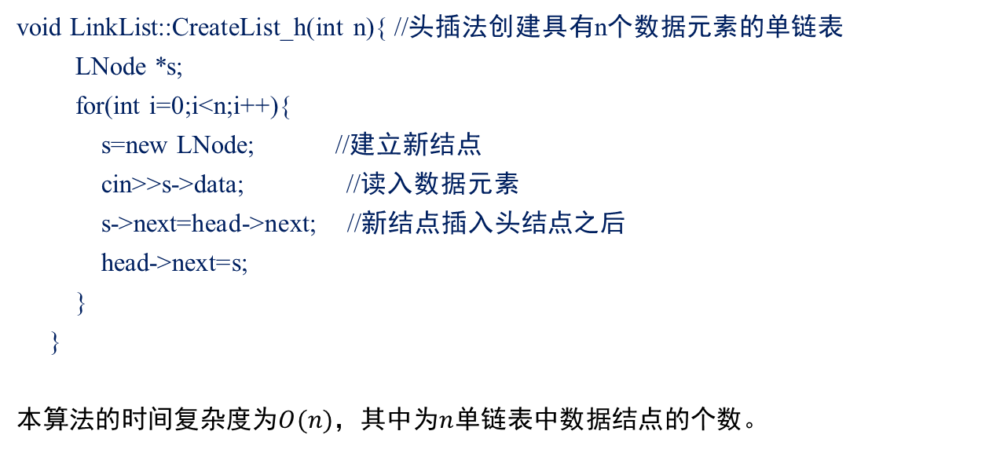 void LinkList::CreateList_h(int n){ //头插法创建具有n个数据元素的单链表
LNode *s;
for(int i=0;i<n;i++){
s=new LNode; //建立新结点
cin>>s->data; //读入数据元素
s->next=head->next; //新结点插入头结点之后
head->next=s;
}
}
本算法的时间复杂度为O(n)，其中为n单链表中数据结点的个数。